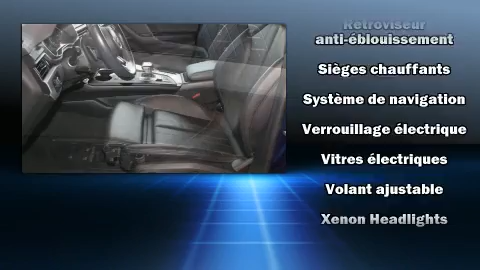 Rétroviseur
anti-éblouissement
Sièges chauffants
Système de navigation
Verrouillage électrique
Vitres électriques
Volant ajustable
Xenon Headlights